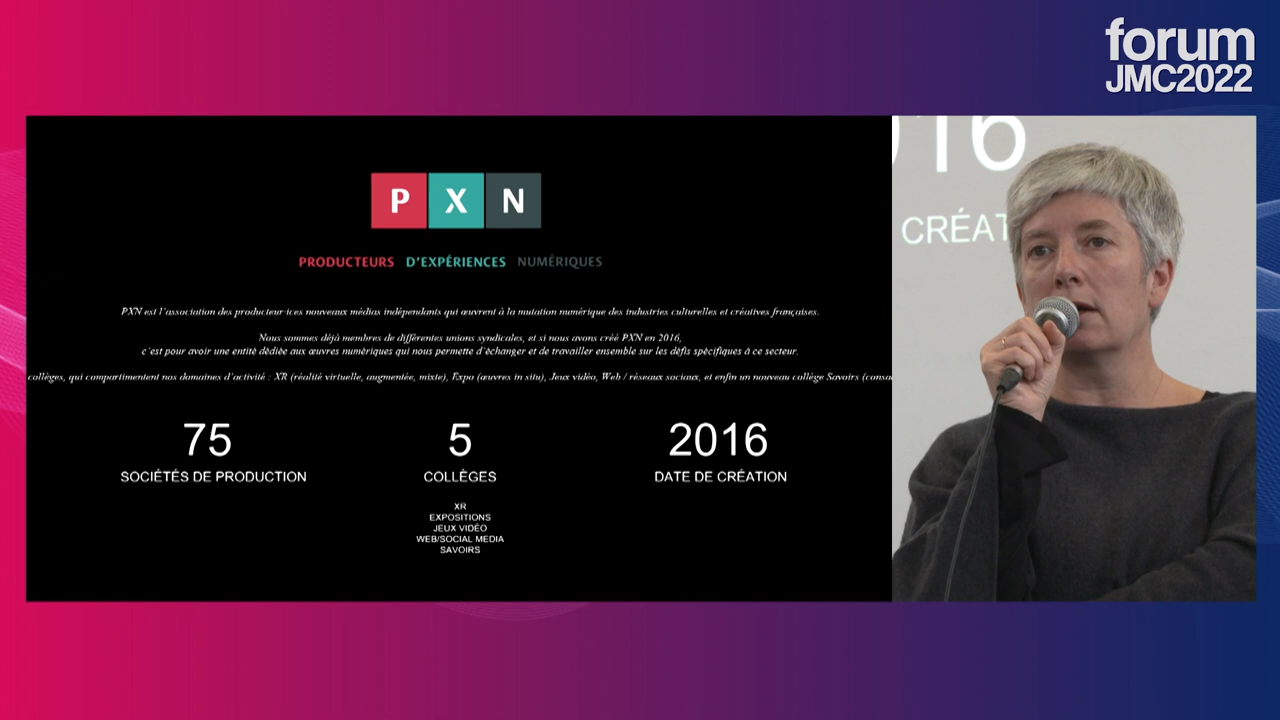 forum
JMC2022
P X N
PRODUCTEURS D'EXPÉRIENCES NUMÉRIQUES
PXN est l'association des producteur·ices nouveaux médias indépendants qui œuvrent à la mutation numérique des industries culturelles et créatives françaises.
Nous sommes déjà membres de différentes unions syndicales, et si nous avons créé PXN en 2016,
c'est pour avoir une entité dédiée aux œuvres numériques qui nous permette d'échanger et de travailler ensemble sur les défis spécifiques à ce secteur.
collèges, qui compartimentent nos domaines d'activité : XR (réalité virtuelle, augmentée, mixte), Expo (œuvres in situ), Jeux vidéo, Web / réseaux sociaux, et enfin un nouveau collège Savoirs
75
SOCIÉTÉS DE PRODUCTION
5
COLLÈGES
XR
EXPOSITIONS
JEUX VIDÉO
WEB/SOCIAL MEDIA
SAVOIRS
2016
DATE DE CRÉATION
016
CRÉAT